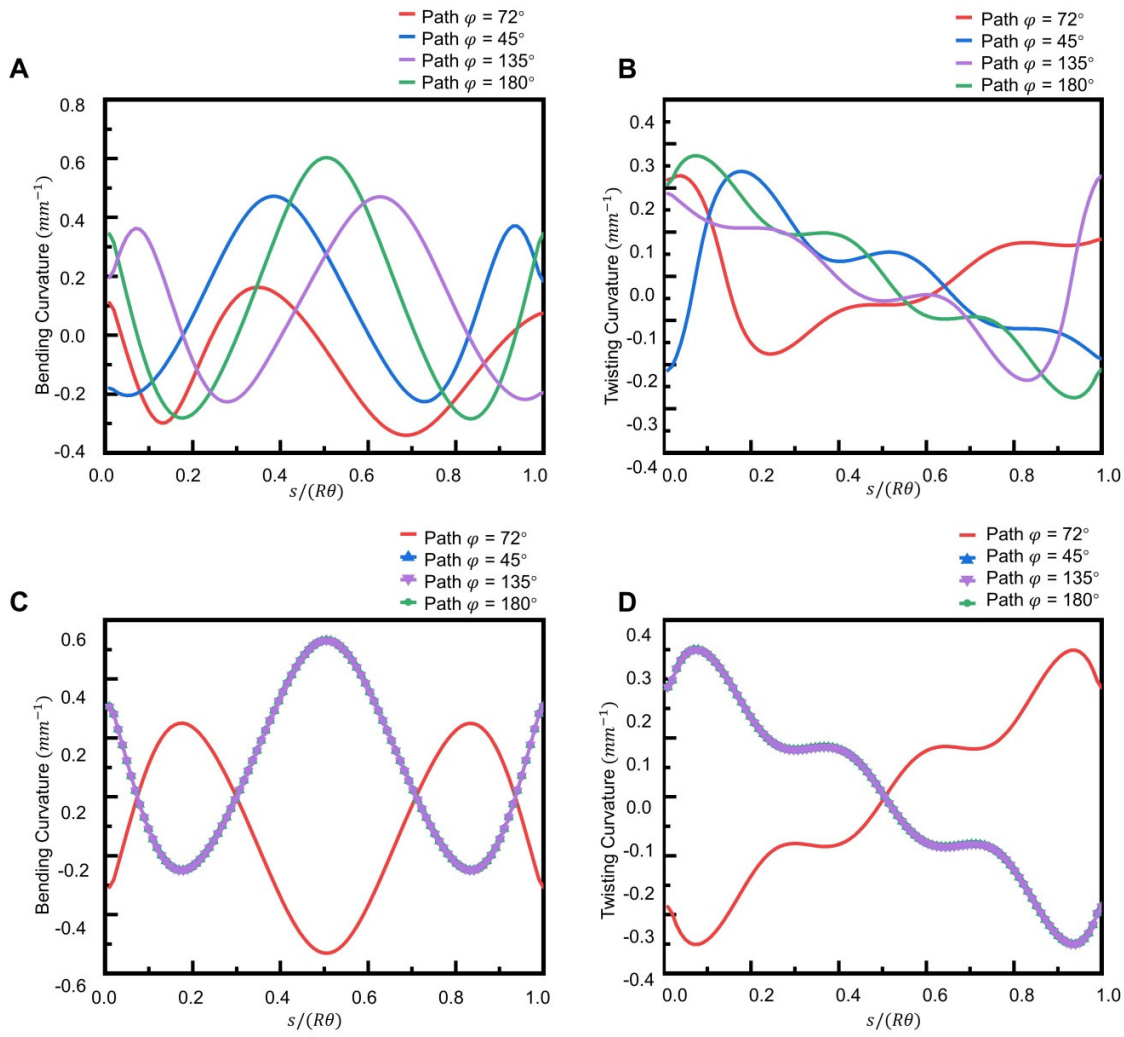 Path φ = 72°
Path φ = 45°
Path φ = 135°
Path φ = 180°
A
0.8
0.6
0.4
0.2
0.0
-0.2
-0.4
Bending Curvature (mm⁻¹)
0.0 0.2 0.4 0.6 0.8 1.0
s/(Rθ)
Path φ = 72°
Path φ = 45°
Path φ = 135°
Path φ = 180°
B
0.4
0.3
0.2
0.1
0.0
-0.1
-0.2
-0.3
-0.4
Twisting Curvature (mm⁻¹)
0.0 0.2 0.4 0.6 0.8 1.0
s/(Rθ)
Path φ = 72°
Path φ = 45°
Path φ = 135°
Path φ = 180°
C
0.6
0.4
0.2
0.2
-0.2
-0.4
-0.6
Bending Curvature (mm⁻¹)
0.0 0.2 0.4 0.6 0.8 1.0
s/(Rθ)
Path φ = 72°
Path φ = 45°
Path φ = 135°
Path φ = 180°
D
0.4
0.3
0.2
0.1
0.0
-0.1
-0.3
-0.3
-0.4
Twisting Curvature (mm⁻¹)
0.0 0.2 0.4 0.6 0.8 1.0
s/(Rθ)